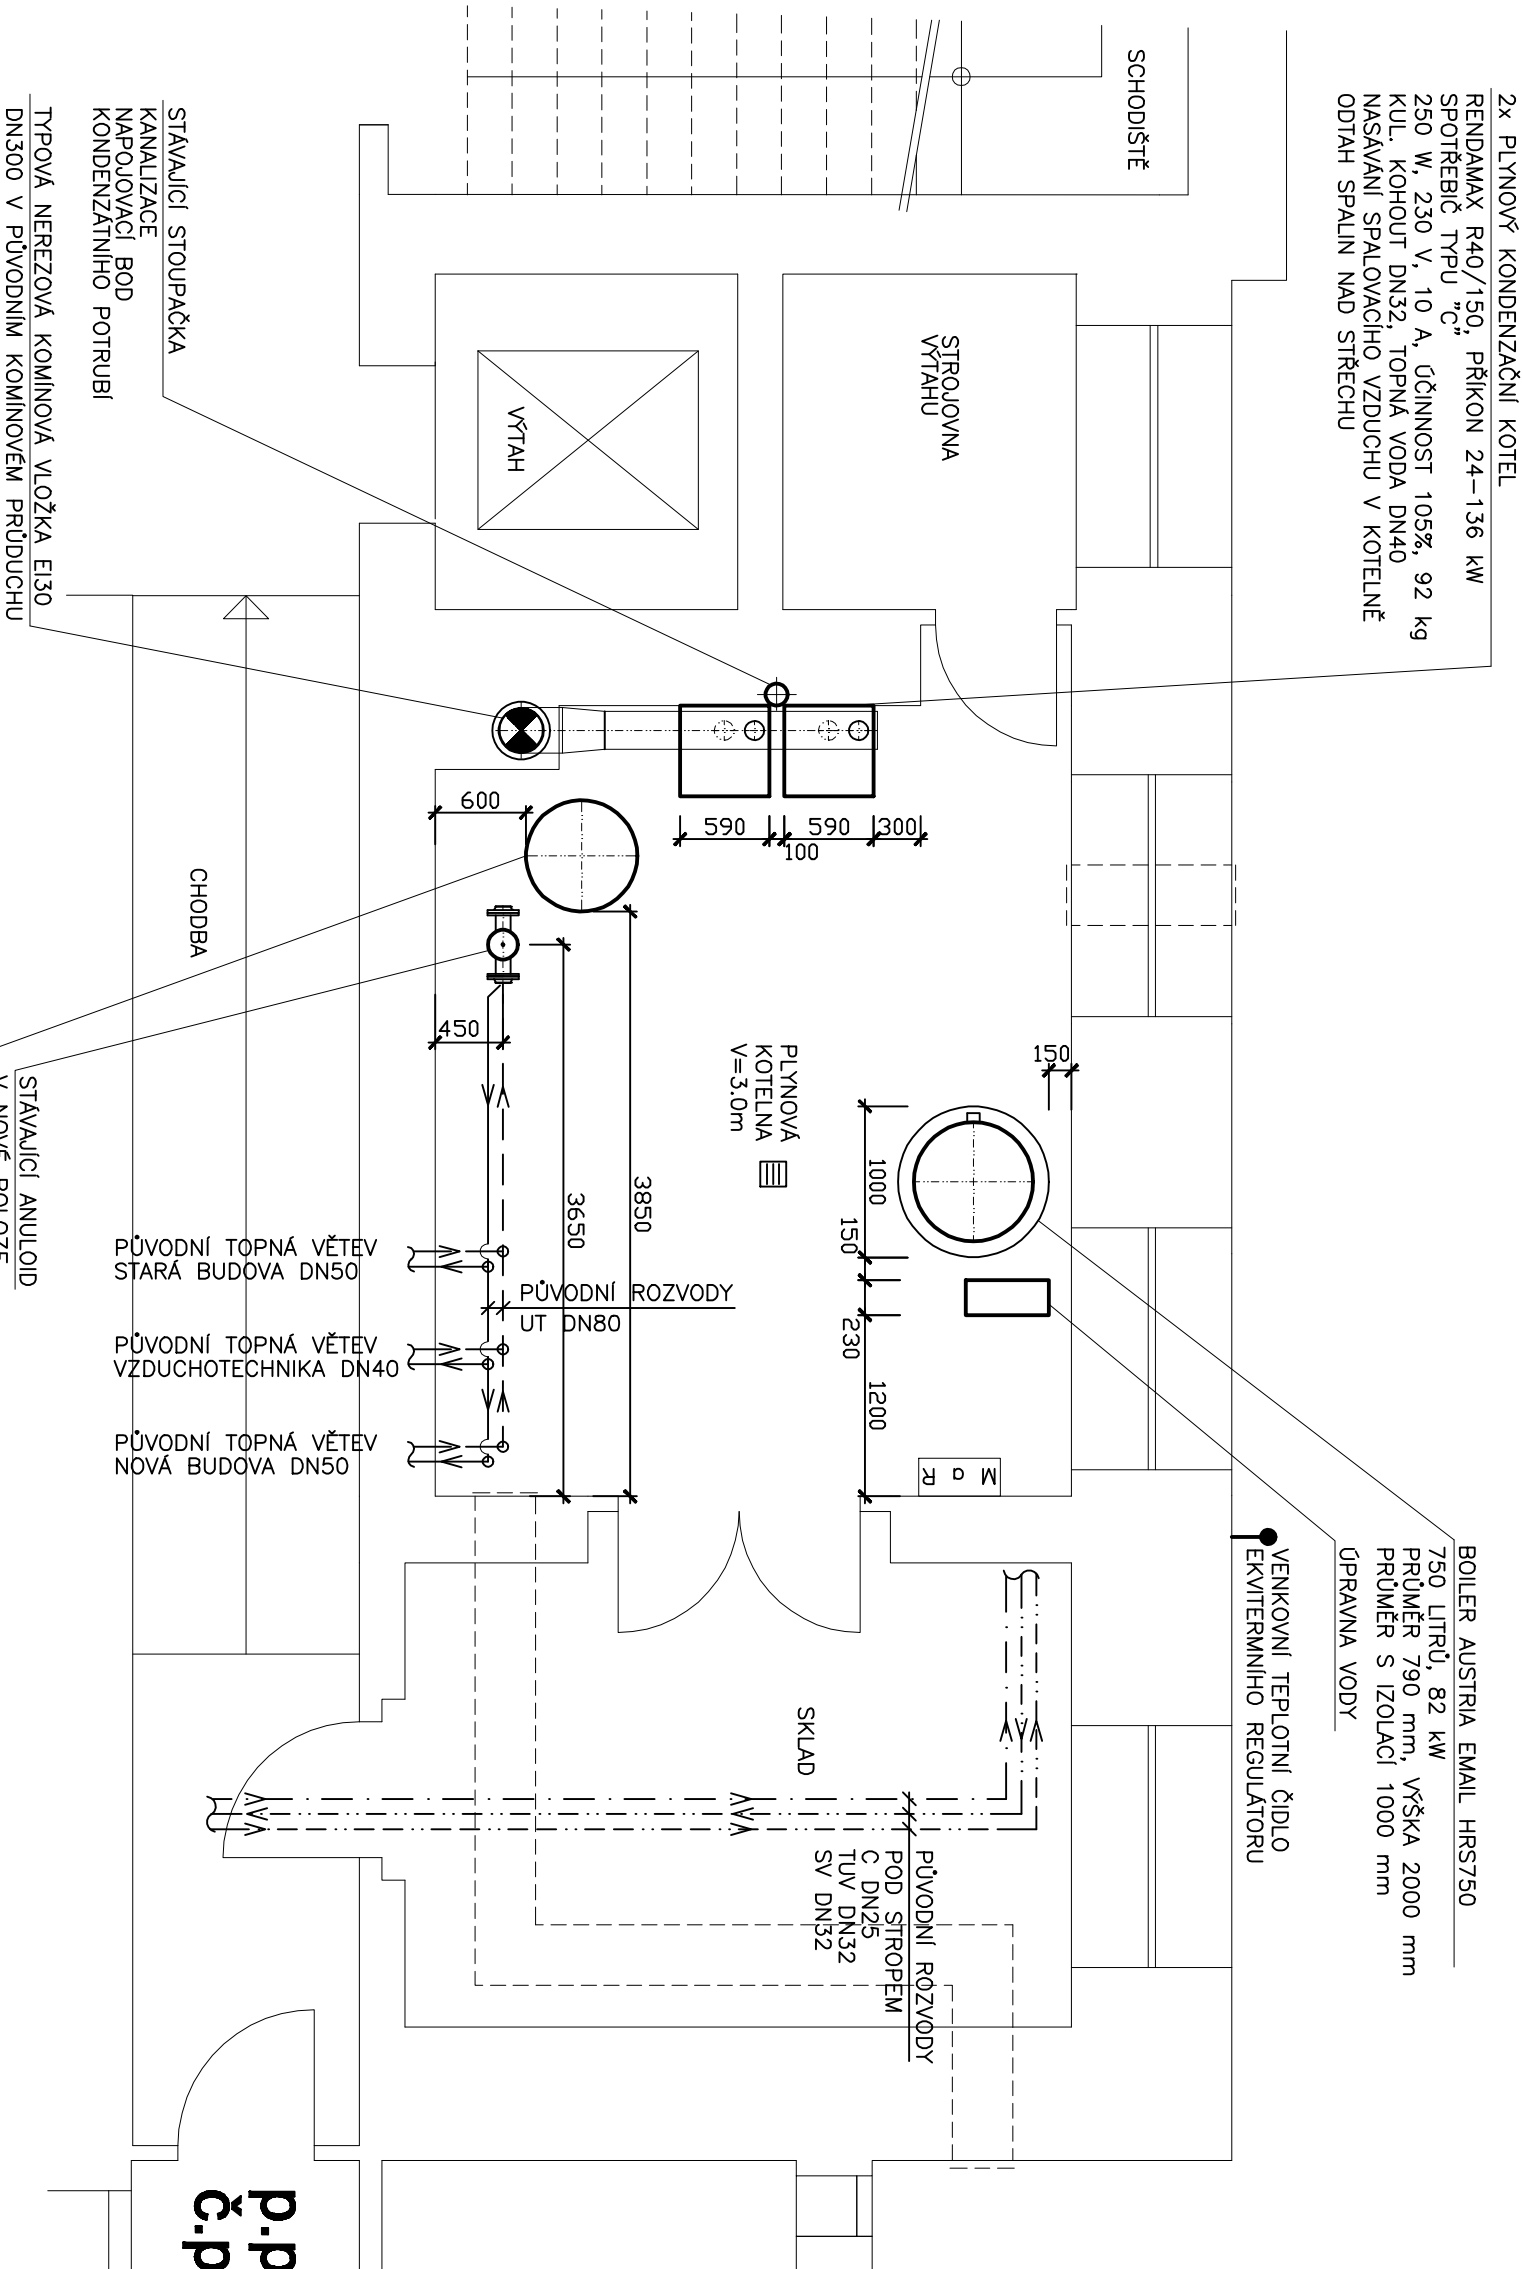 2x PLYNOVÝ KONDENZAČNÍ KOTEL
RENDAMAX R40/150, PŘÍKON 24–136 kW
SPOTŘEBIČ TYPU "C"
250 W, 230 V, 10 A, ÚČINNOST 105%, 92 kg
KUL. KOHOUT DN32, TOPNÁ VODA DN40
NASÁVÁNÍ SPALOVACÍHO VZDUCHU V KOTELNĚ
ODTAH SPALIN NAD STŘECHU
SCHODIŠTĚ
STROJOVNA
VÝTAHU
VÝTAH
STÁVAJÍCÍ STOUPAČKA
KANALIZACE
NAPOJOVACÍ BOD
KONDENZÁTNÍHO POTRUBÍ
TYPOVÁ NEREZOVÁ KOMÍNOVÁ VLOŽKA EI30
DN300 V PŮVODNÍM KOMÍNOVÉM PRŮDUCHU
600
590
590
300
100
CHODBA
450
150
PLYNOVÁ
KOTELNA
V=3.0m
1000
150
230
1200
3850
3650
STÁVAJÍCÍ ANULOID
V NOVÉ POLOZE
PŮVODNÍ TOPNÁ VĚTEV
STARÁ BUDOVA DN50
PŮVODNÍ ROZVODY
UT DN80
PŮVODNÍ TOPNÁ VĚTEV
VZDUCHOTECHNIKA DN40
PŮVODNÍ TOPNÁ VĚTEV
NOVÁ BUDOVA DN50
MaR
BOILER AUSTRIA EMAIL HRS750
750 LITRŮ, 82 kW
PRŮMĚR 790 mm, VÝŠKA 2000 mm
PRŮMĚR S IZOLACÍ 1000 mm
ÚPRAVNA VODY
VENKOVNÍ TEPLOTNÍ ČIDLO
EKVITERMNÍHO REGULÁTORU
SKLAD
PŮVODNÍ ROZVODY
POD STROPEM
C DN25
TUV DN32
SV DN32
p.p
č.p